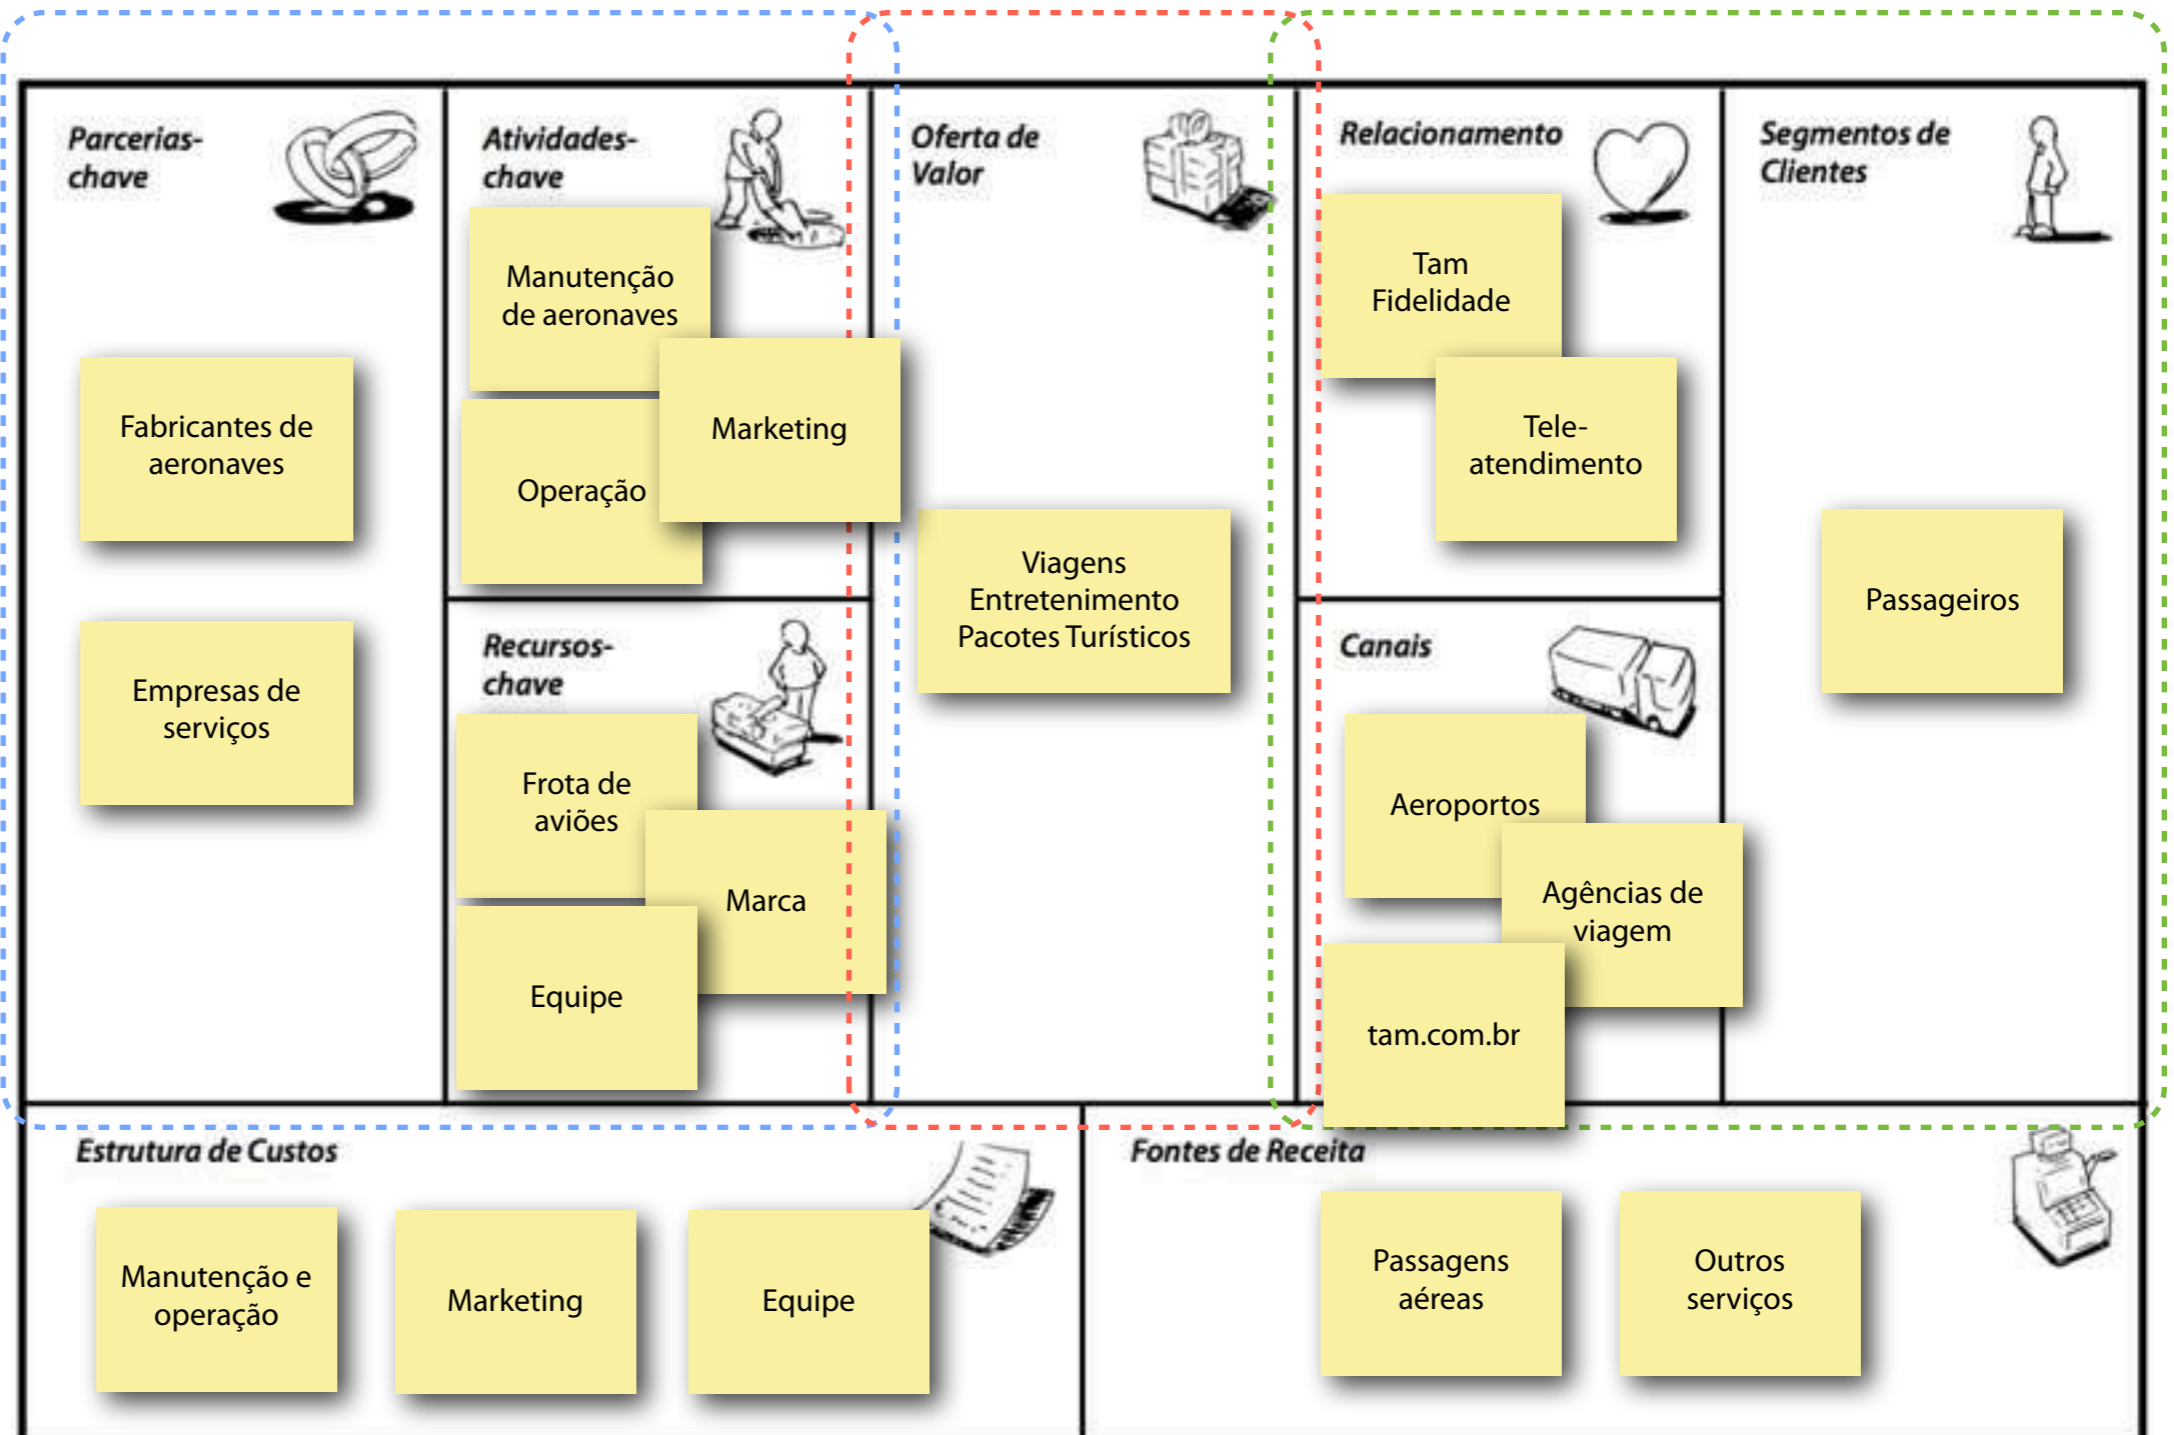 Parcerias-
chave
Fabricantes de
aeronaves
Empresas de
serviços
Atividades-
chave
Manutenção
de aeronaves
Marketing
Operação
Recursos-
chave
Frota de
aviões
Marca
Equipe
Oferta de
Valor
Viagens
Entretenimento
Pacotes Turísticos
Relacionamento
Tam
Fidelidade
Tele-
atendimento
Canais
Aeroportos
Agências de
viagem
tam.com.br
Segmentos de
Clientes
Passageiros
Estrutura de Custos
Manutenção e
operação
Marketing
Equipe
Fontes de Receita
Passagens
aéreas
Outros
serviços